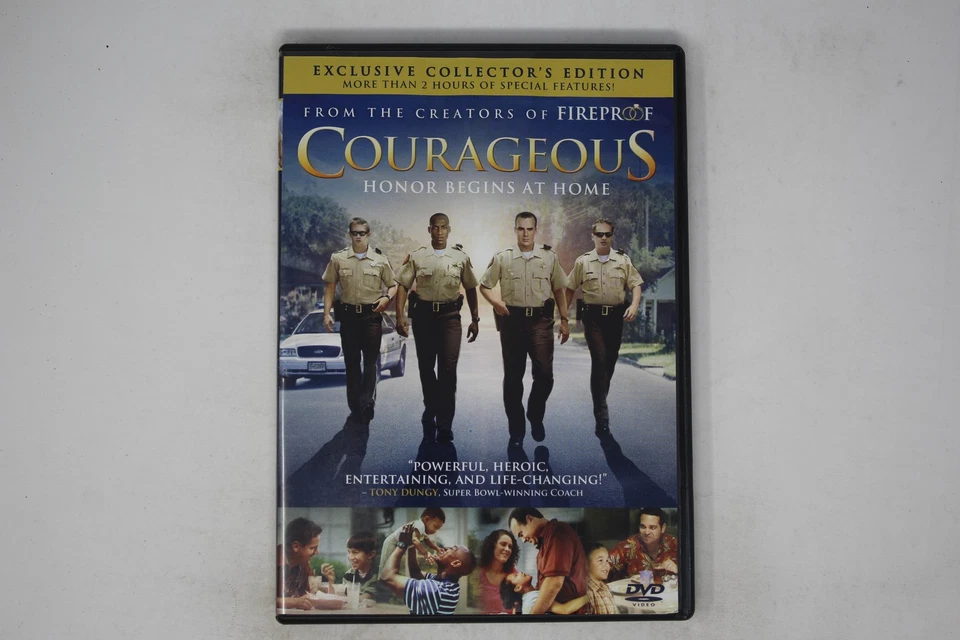 EXCLUSIVE COLLECTOR'S EDITION
MORE THAN 2 HOURS OF SPECIAL FEATURES!
FROM THE CREATORS OF FIREPROOF
COURAGEOUS
HONOR BEGINS AT HOME
"POWERFUL, HEROIC,
ENTERTAINING, AND LIFE-CHANGING!"
– TONY DUNGY, SUPER BOWL-WINNING COACH
DVD
VIDEO